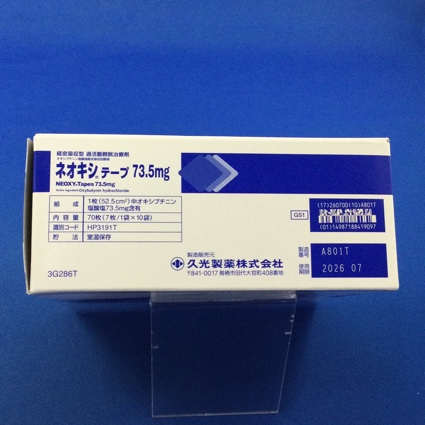 経皮吸収型 過活動膀胱治療剤
オキシブチニン塩酸塩経皮吸収型製剤
ネオキシ®テープ 73.5mg
NEOXY® Tapes 73.5mg
active ingredient: Oxybutynin hydrochloride
組成 1枚(52.5cm²)中オキシブチニン
塩酸塩73.5mg含有
内容量 70枚(7枚/1袋×10袋)
識別コード HP3191T
貯法 室温保存
3G286T
製造販売元
久光製薬株式会社
〒841-0017 鳥栖市田代大官町408番地
GS1
(17)260700(10)A801T
(01)14987188419097
製造番号 A801T
使用期限 2026 07